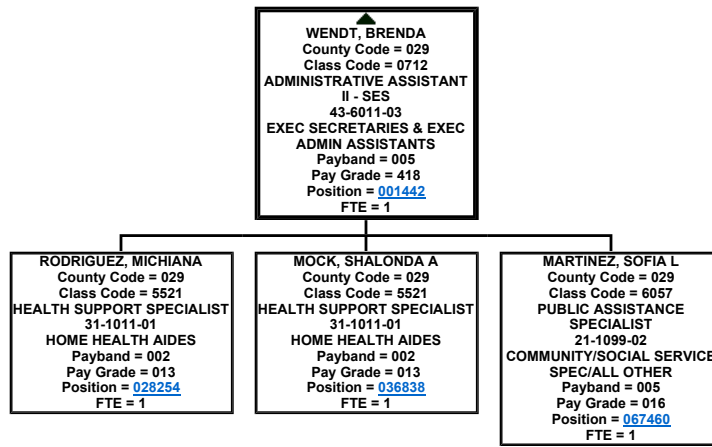 WENDT, BRENDA
County Code = 029
Class Code = 0712
ADMINISTRATIVE ASSISTANT
II - SES
43-6011-03
EXEC SECRETARIES & EXEC
ADMIN ASSISTANTS
Payband = 005
Pay Grade = 418
Position = 001442
FTE = 1
RODRIGUEZ, MICHIANA
County Code = 029
Class Code = 5521
HEALTH SUPPORT SPECIALIST
31-1011-01
HOME HEALTH AIDES
Payband = 002
Pay Grade = 013
Position = 028254
FTE = 1
MOCK, SHALONDA A
County Code = 029
Class Code = 5521
HEALTH SUPPORT SPECIALIST
31-1011-01
HOME HEALTH AIDES
Payband = 002
Pay Grade = 013
Position = 036838
FTE = 1
MARTINEZ, SOFIA L
County Code = 029
Class Code = 6057
PUBLIC ASSISTANCE
SPECIALIST
21-1099-02
COMMUNITY/SOCIAL SERVICE
SPEC/ALL OTHER
Payband = 005
Pay Grade = 016
Position = 067460
FTE = 1